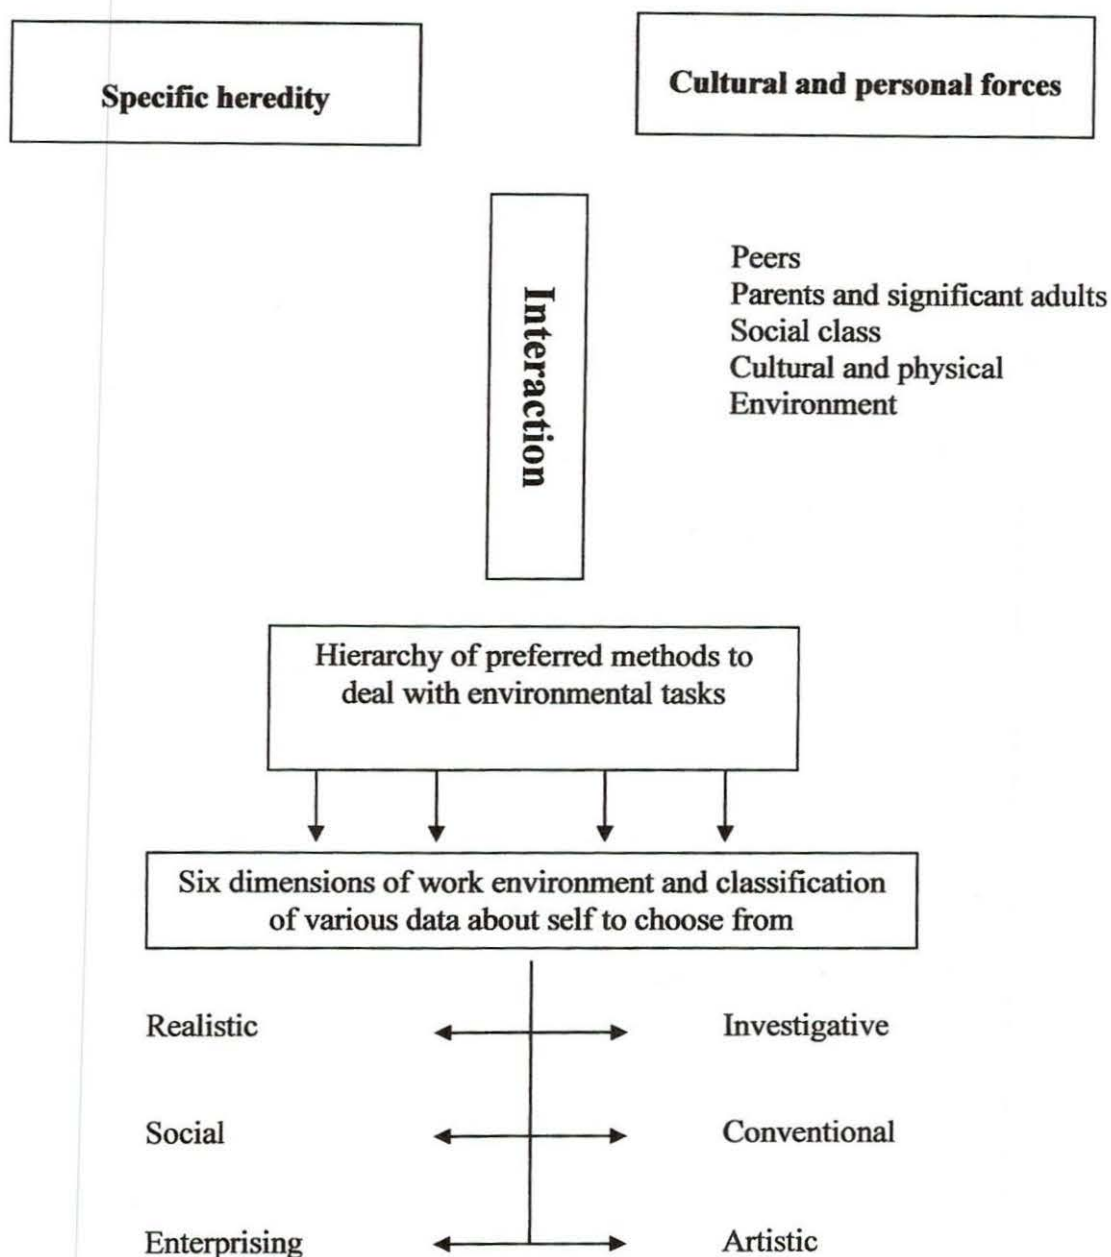 Specific heredity
Cultural and personal forces
Interaction
Peers
Parents and significant adults
Social class
Cultural and physical
Environment
Hierarchy of preferred methods to
deal with environmental tasks
Six dimensions of work environment and classification
of various data about self to choose from
Realistic
Investigative
Social
Conventional
Enterprising
Artistic